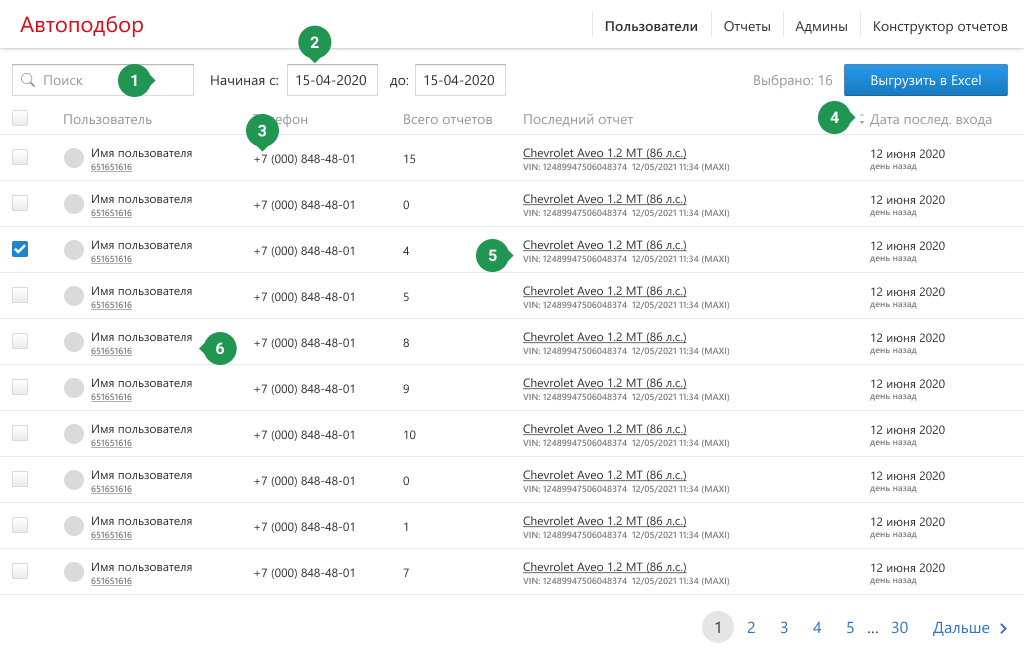 Автоподбор
Пользователи Отчеты Админы Конструктор отчетов
2
Поиск 1 Начиная с: 15-04-2020 до: 15-04-2020 Выбрано: 16 Выгрузить в Excel
Пользователь Всего отчетов Последний отчет 4 Дата послед. входа
3
Имя пользователя +7 (000) 848-48-01 15 Chevrolet Aveo 1.2 MT (86 л.с.) 12 июня 2020
651651616 VIN: 12489947506048374 12/05/2021 11:34 (MAXI) день назад
Имя пользователя +7 (000) 848-48-01 0 Chevrolet Aveo 1.2 MT (86 л.с.) 12 июня 2020
651651616 VIN: 12489947506048374 12/05/2021 11:34 (MAXI) день назад
Имя пользователя +7 (000) 848-48-01 4 5 Chevrolet Aveo 1.2 MT (86 л.с.) 12 июня 2020
651651616 VIN: 12489947506048374 12/05/2021 11:34 (MAXI) день назад
Имя пользователя +7 (000) 848-48-01 5 Chevrolet Aveo 1.2 MT (86 л.с.) 12 июня 2020
651651616 VIN: 12489947506048374 12/05/2021 11:34 (MAXI) день назад
Имя пользователя 6 +7 (000) 848-48-01 8 Chevrolet Aveo 1.2 MT (86 л.с.) 12 июня 2020
651651616 VIN: 12489947506048374 12/05/2021 11:34 (MAXI) день назад
Имя пользователя +7 (000) 848-48-01 9 Chevrolet Aveo 1.2 MT (86 л.с.) 12 июня 2020
651651616 VIN: 12489947506048374 12/05/2021 11:34 (MAXI) день назад
Имя пользователя +7 (000) 848-48-01 10 Chevrolet Aveo 1.2 MT (86 л.с.) 12 июня 2020
651651616 VIN: 12489947506048374 12/05/2021 11:34 (MAXI) день назад
Имя пользователя +7 (000) 848-48-01 0 Chevrolet Aveo 1.2 MT (86 л.с.) 12 июня 2020
651651616 VIN: 12489947506048374 12/05/2021 11:34 (MAXI) день назад
Имя пользователя +7 (000) 848-48-01 1 Chevrolet Aveo 1.2 MT (86 л.с.) 12 июня 2020
651651616 VIN: 12489947506048374 12/05/2021 11:34 (MAXI) день назад
Имя пользователя +7 (000) 848-48-01 7 Chevrolet Aveo 1.2 MT (86 л.с.) 12 июня 2020
651651616 VIN: 12489947506048374 12/05/2021 11:34 (MAXI) день назад
1 2 3 4 5 ... 30 Дальше